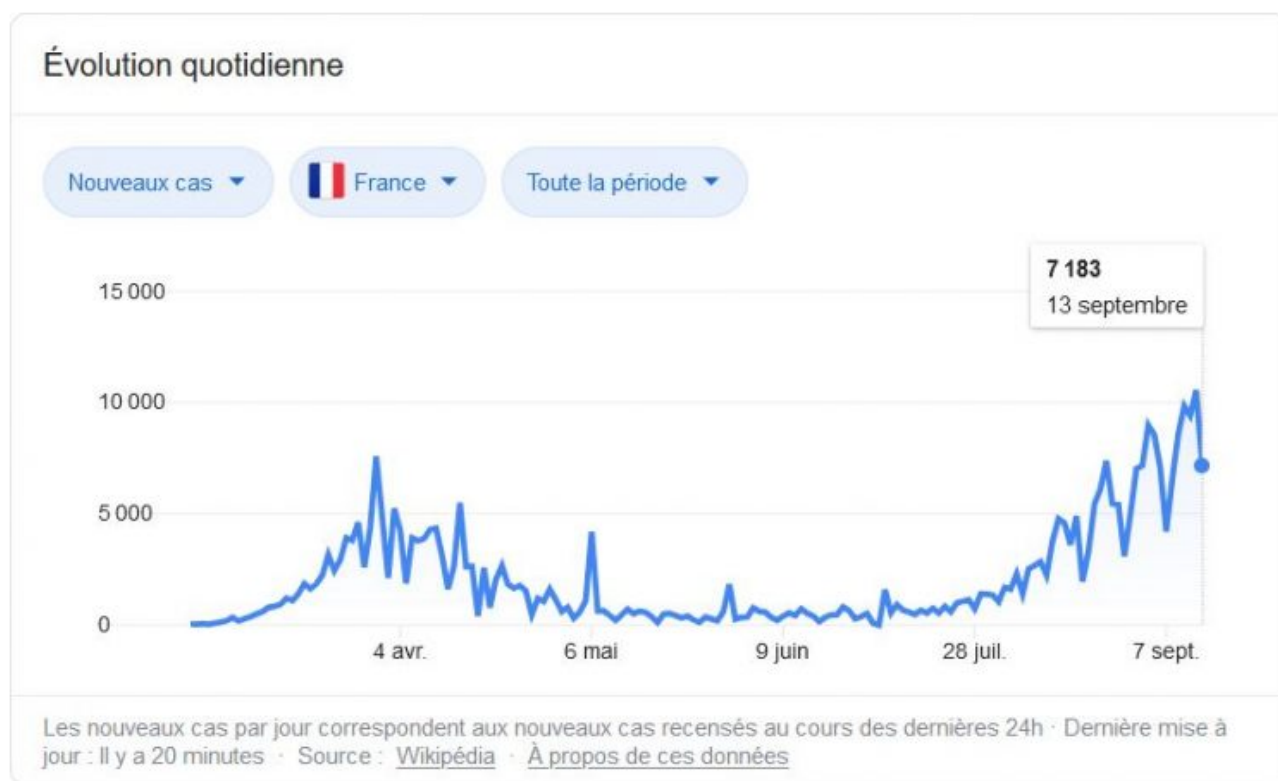 Évolution quotidienne
Nouveaux cas
France
Toute la période
7 183
13 septembre
15 000
10 000
5 000
0
4 avr.
6 mai
9 juin
28 juil.
7 sept.
Les nouveaux cas par jour correspondent aux nouveaux cas recensés au cours des dernières 24h · Dernière mise à
jour : Il y a 20 minutes · Source : Wikipédia · À propos de ces données